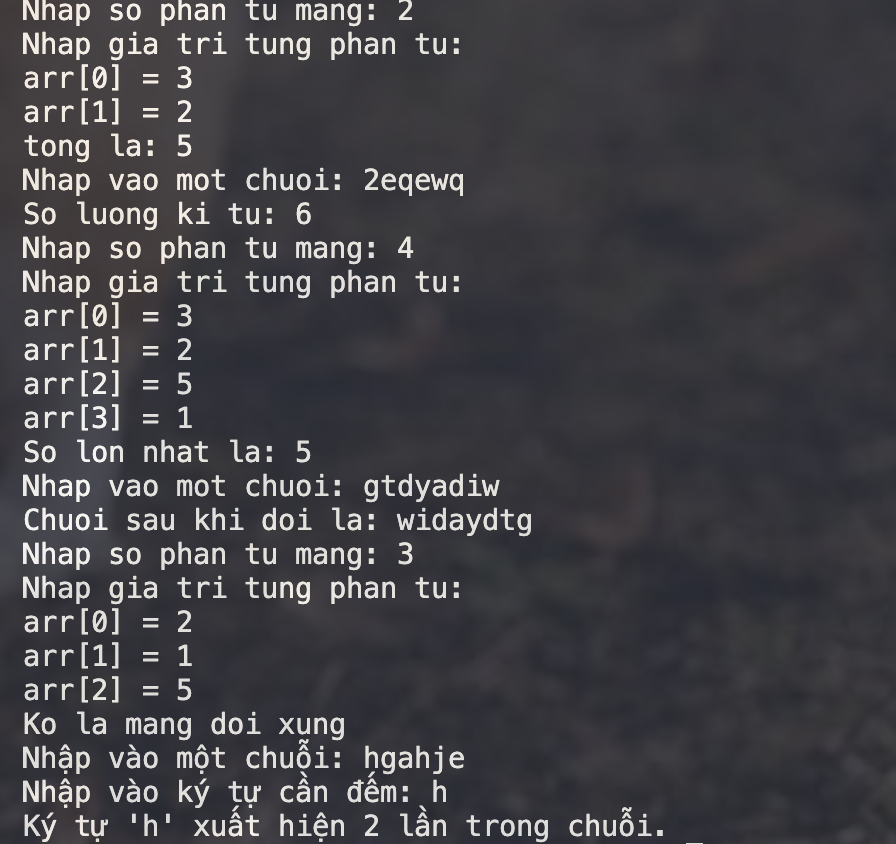 Nhap so phan tu mang: 2
Nhap gia tri tung phan tu:
arr[0] = 3
arr[1] = 2
tong la: 5
Nhap vao mot chuoi: 2eqewq
So luong ki tu: 6
Nhap so phan tu mang: 4
Nhap gia tri tung phan tu:
arr[0] = 3
arr[1] = 2
arr[2] = 5
arr[3] = 1
So lon nhat la: 5
Nhap vao mot chuoi: gtdyadiw
Chuoi sau khi doi la: widaydtg
Nhap so phan tu mang: 3
Nhap gia tri tung phan tu:
arr[0] = 2
arr[1] = 1
arr[2] = 5
Ko la mang doi xung
Nhập vào một chuỗi: hgahje
Nhập vào ký tự cần đếm: h
Ký tự 'h' xuất hiện 2 lần trong chuỗi.